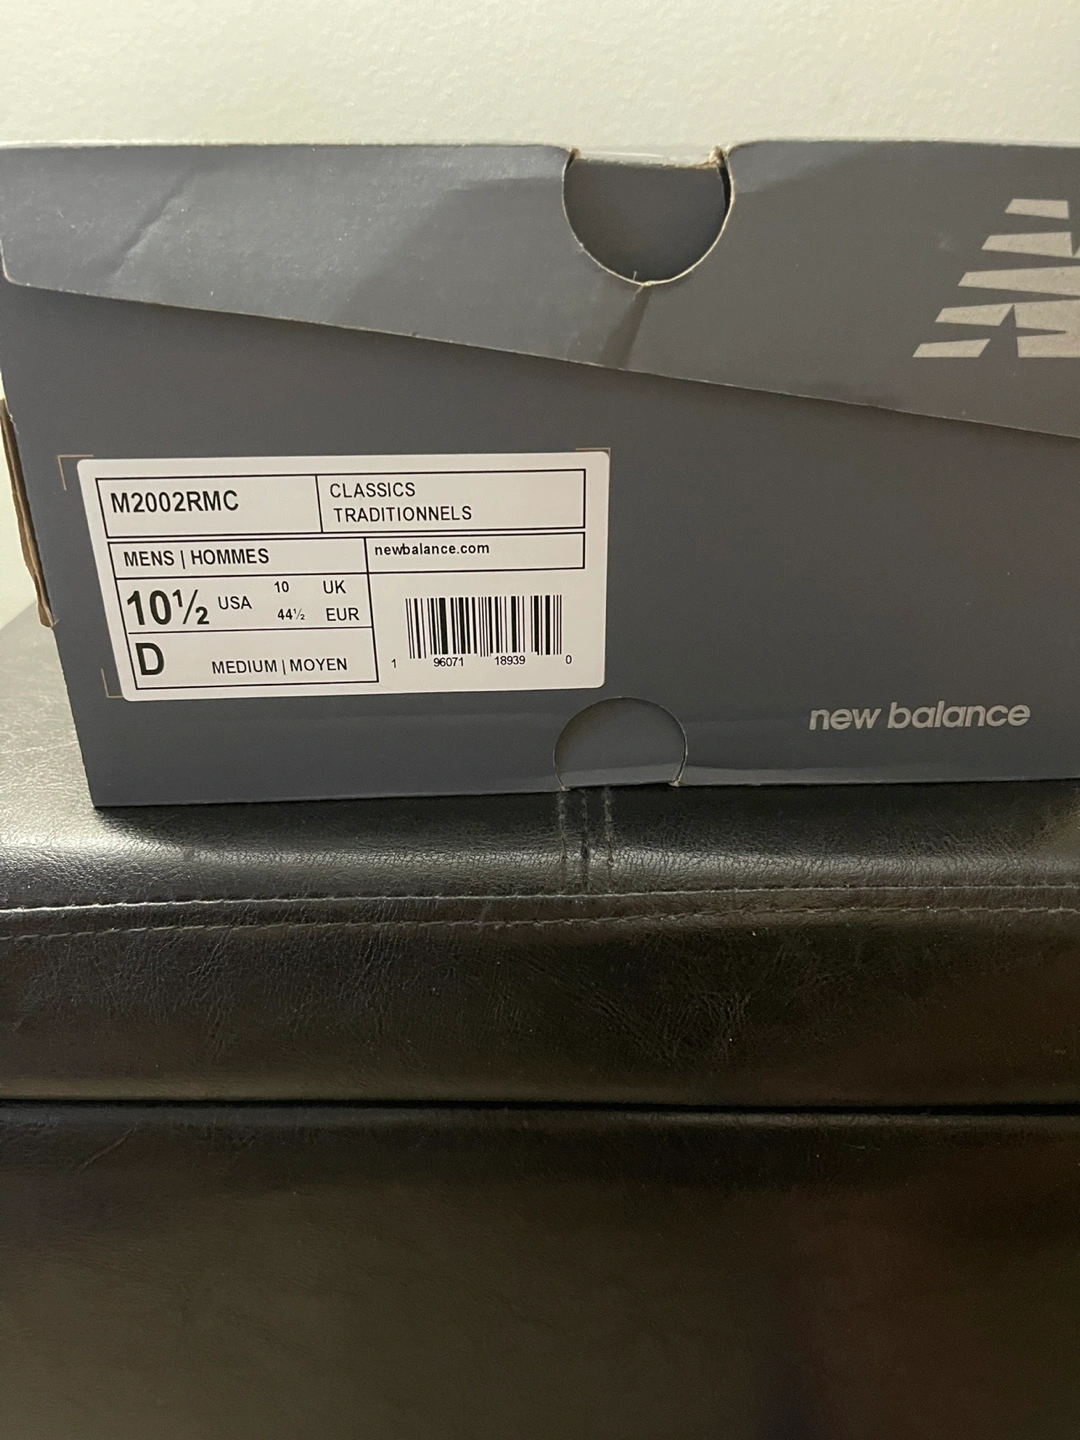 M2002RMC
CLASSICS
TRADITIONNELS
MENS | HOMMES
newbalance.com
10½ USA
10 UK
44½ EUR
D MEDIUM | MOYEN
1 96071 18939 0
new balance